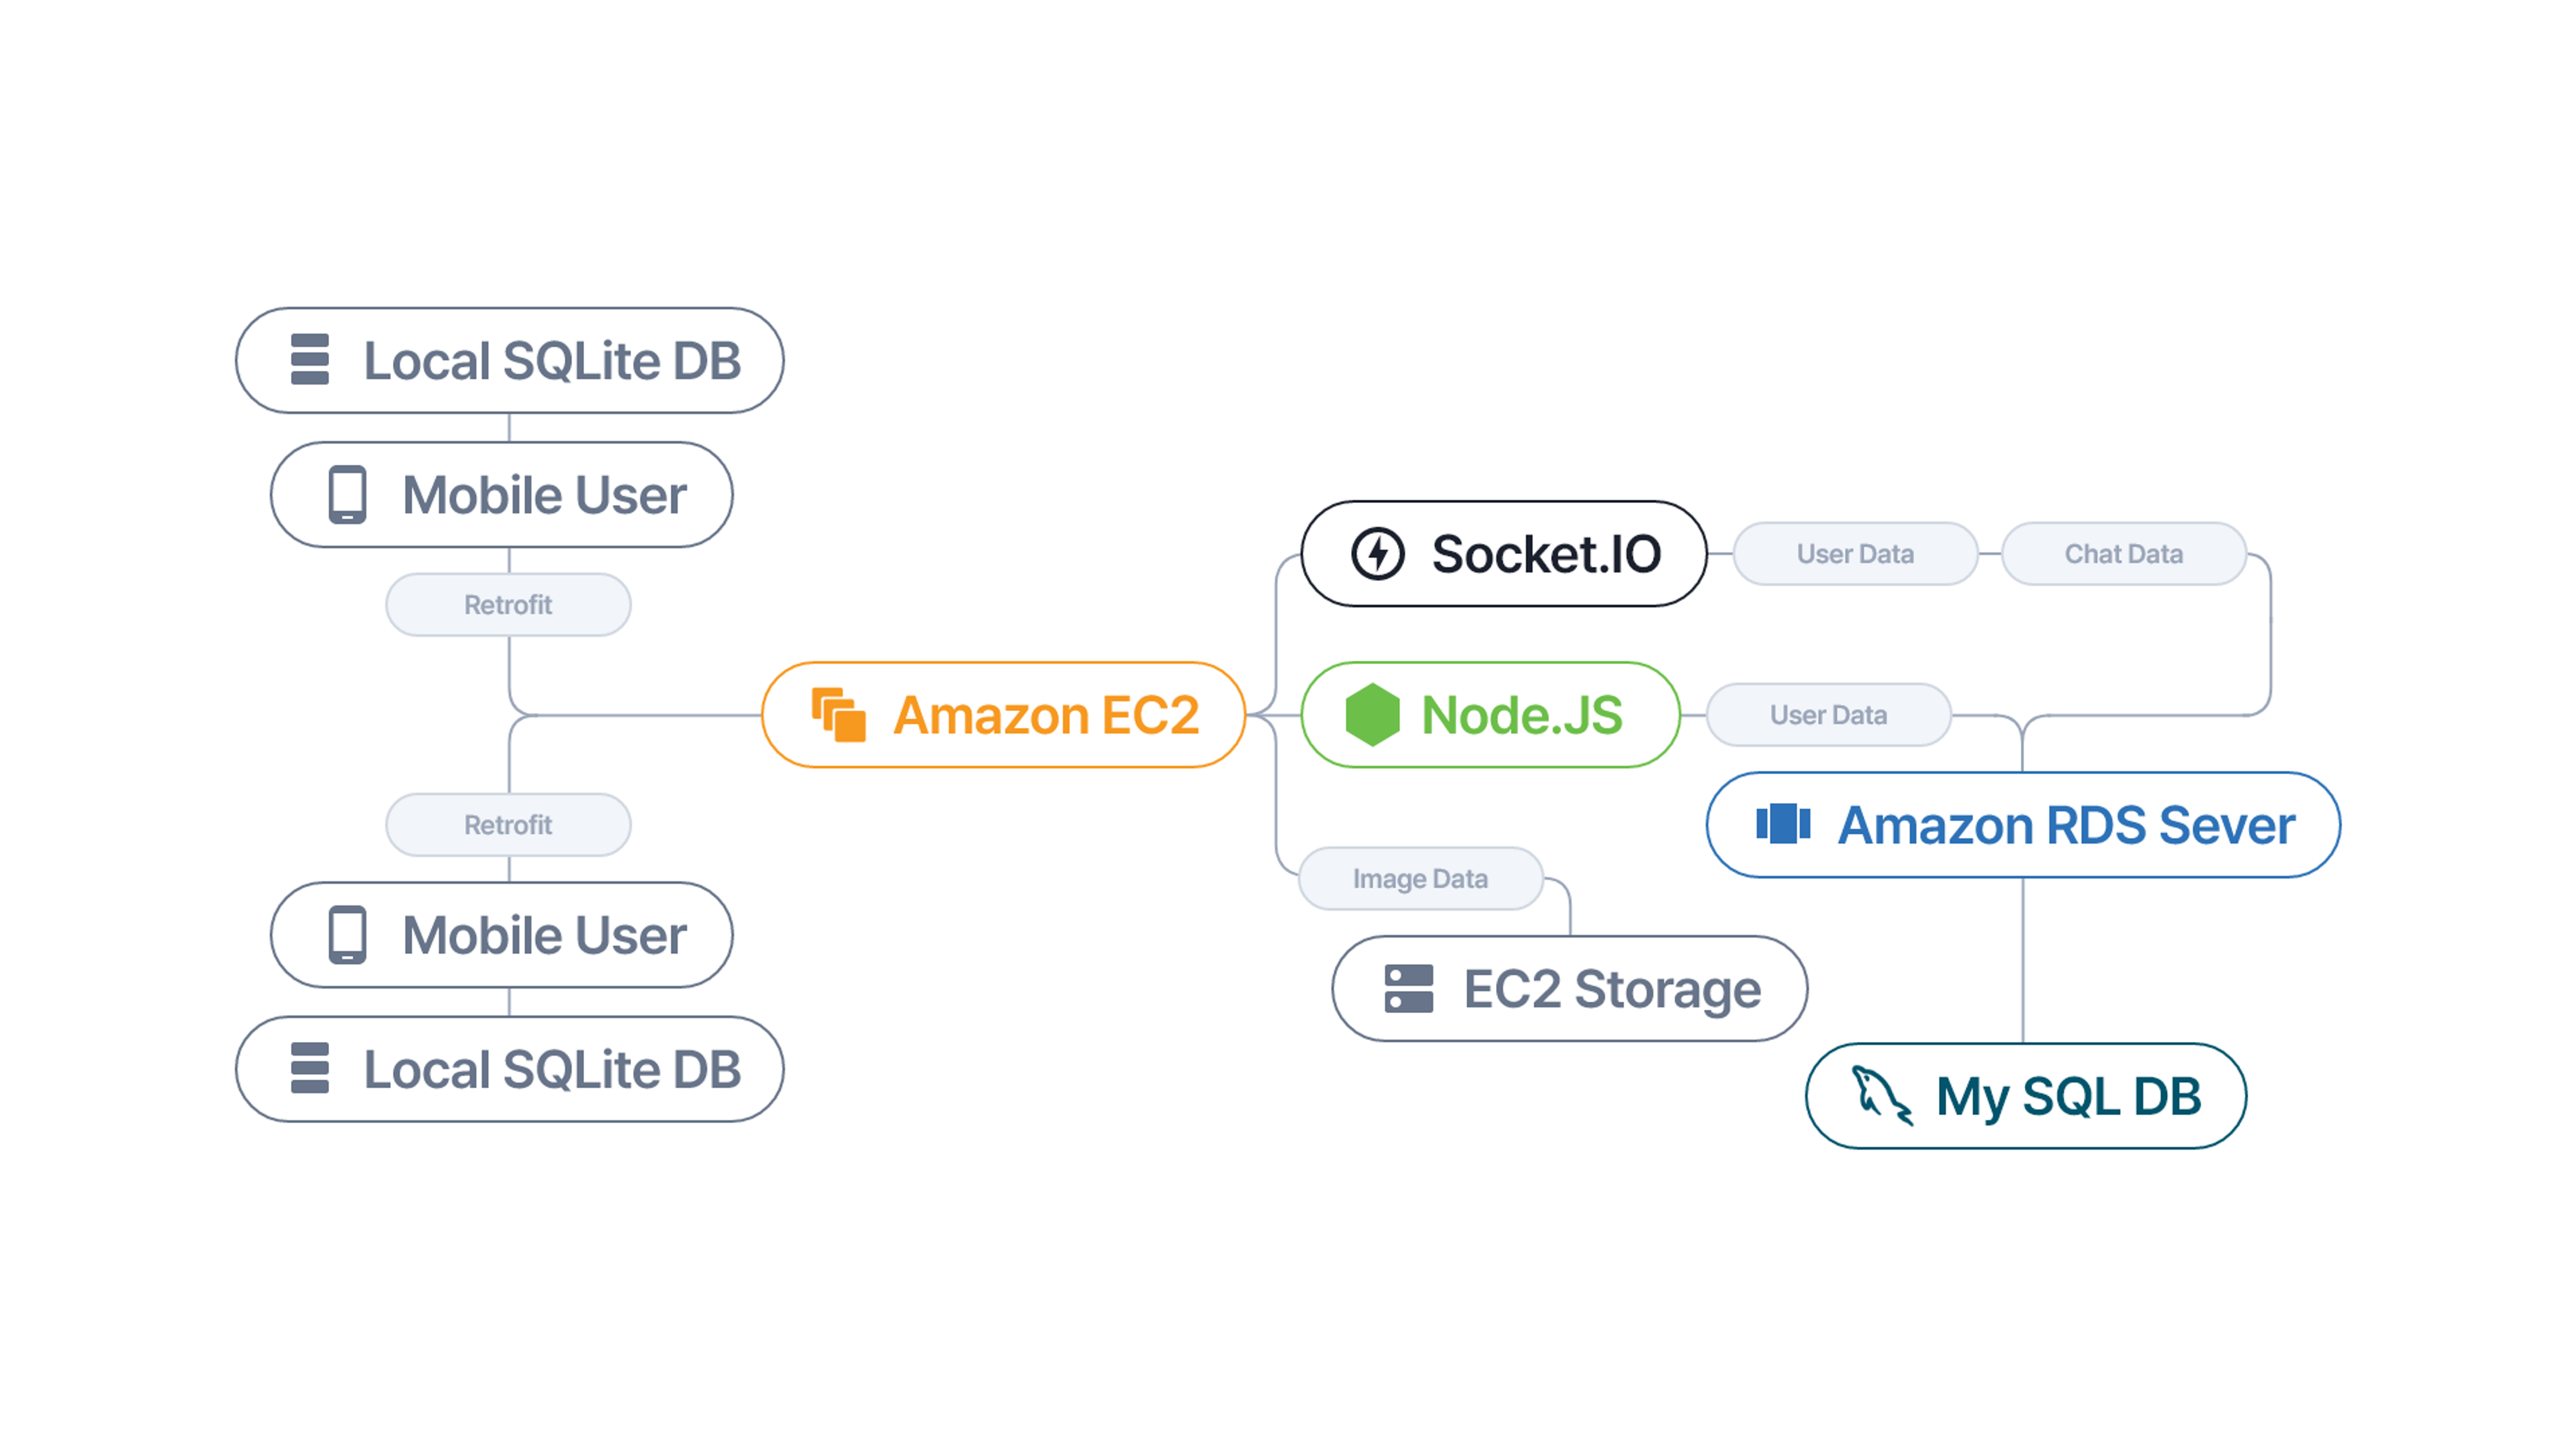 Local SQLite DB
Mobile User
Retrofit
Retrofit
Mobile User
Local SQLite DB
Amazon EC2
Socket.IO
User Data
Chat Data
Node.JS
User Data
Amazon RDS Sever
Image Data
EC2 Storage
My SQL DB